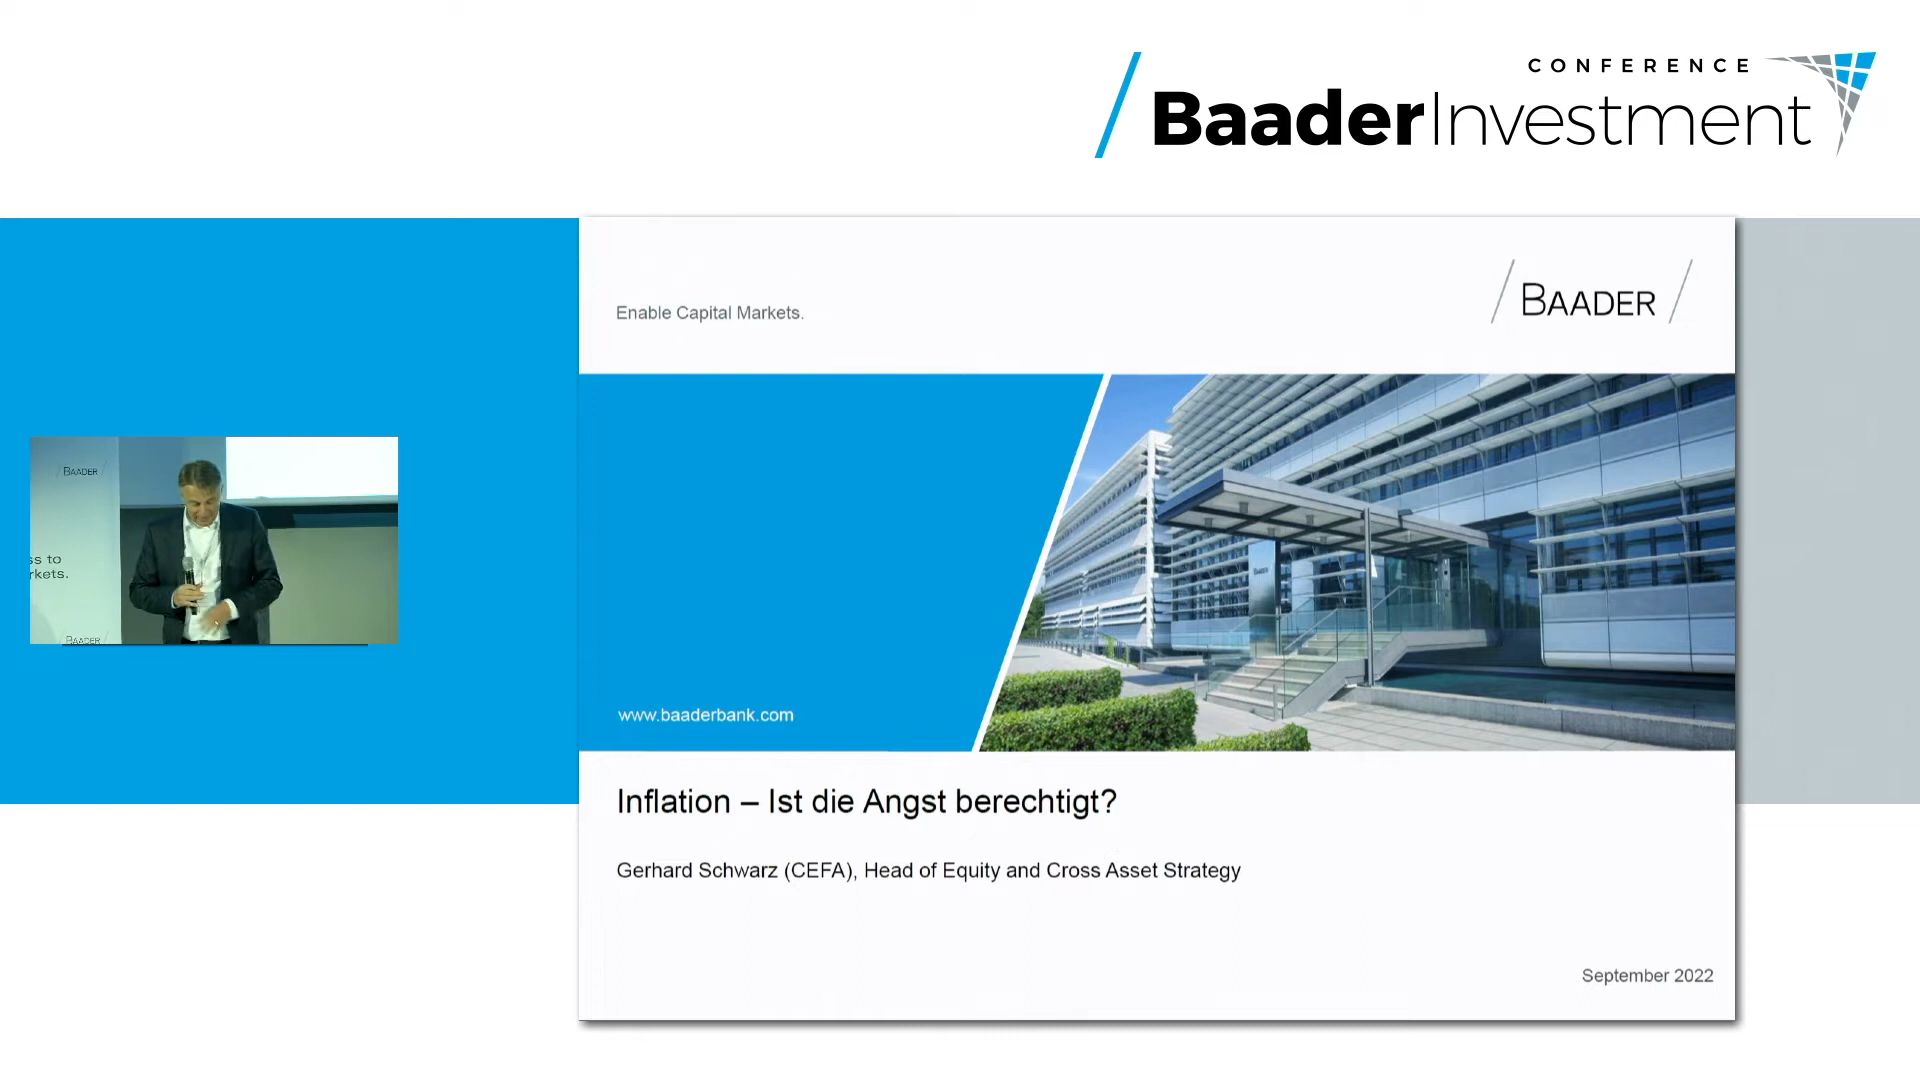 CONFERENCE
BaaderInvestment
Enable Capital Markets.
BAADER
BAADER
ss to
rkets.
BAADER
www.baaderbank.com
Inflation – Ist die Angst berechtigt?
Gerhard Schwarz (CEFA), Head of Equity and Cross Asset Strategy
September 2022